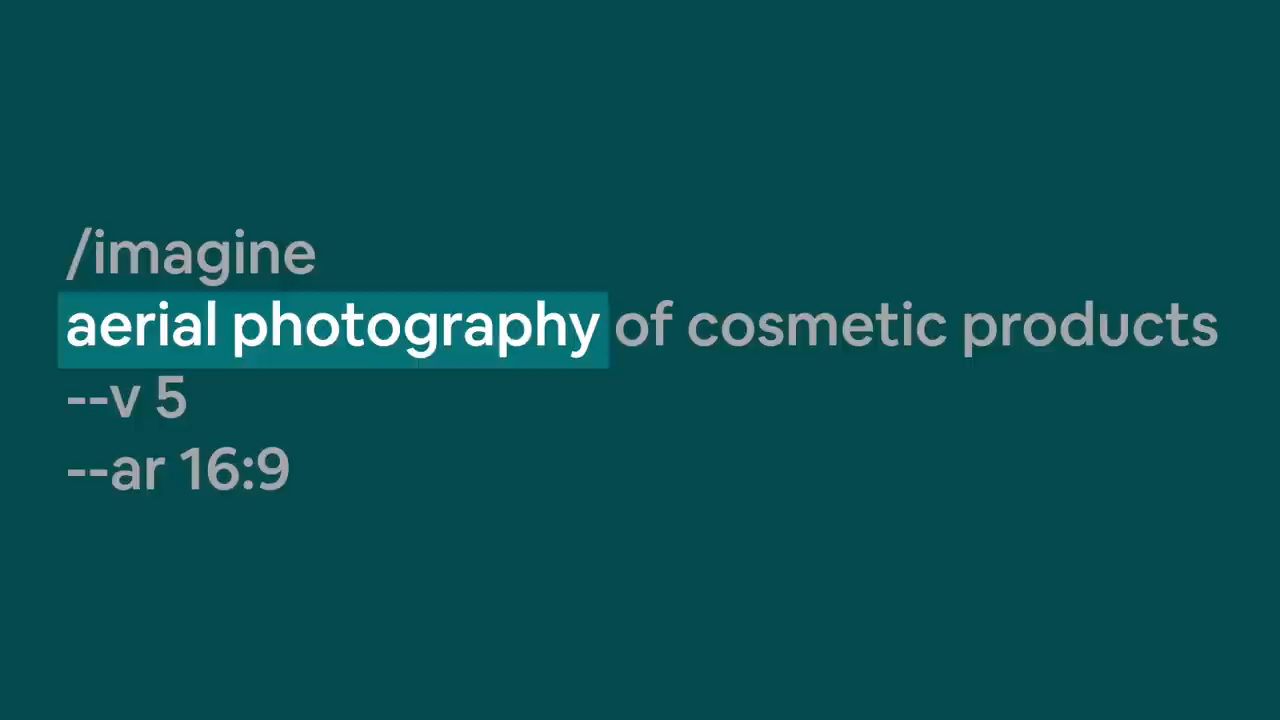 /imagine
aerial photography of cosmetic products
--v 5
--ar 16:9